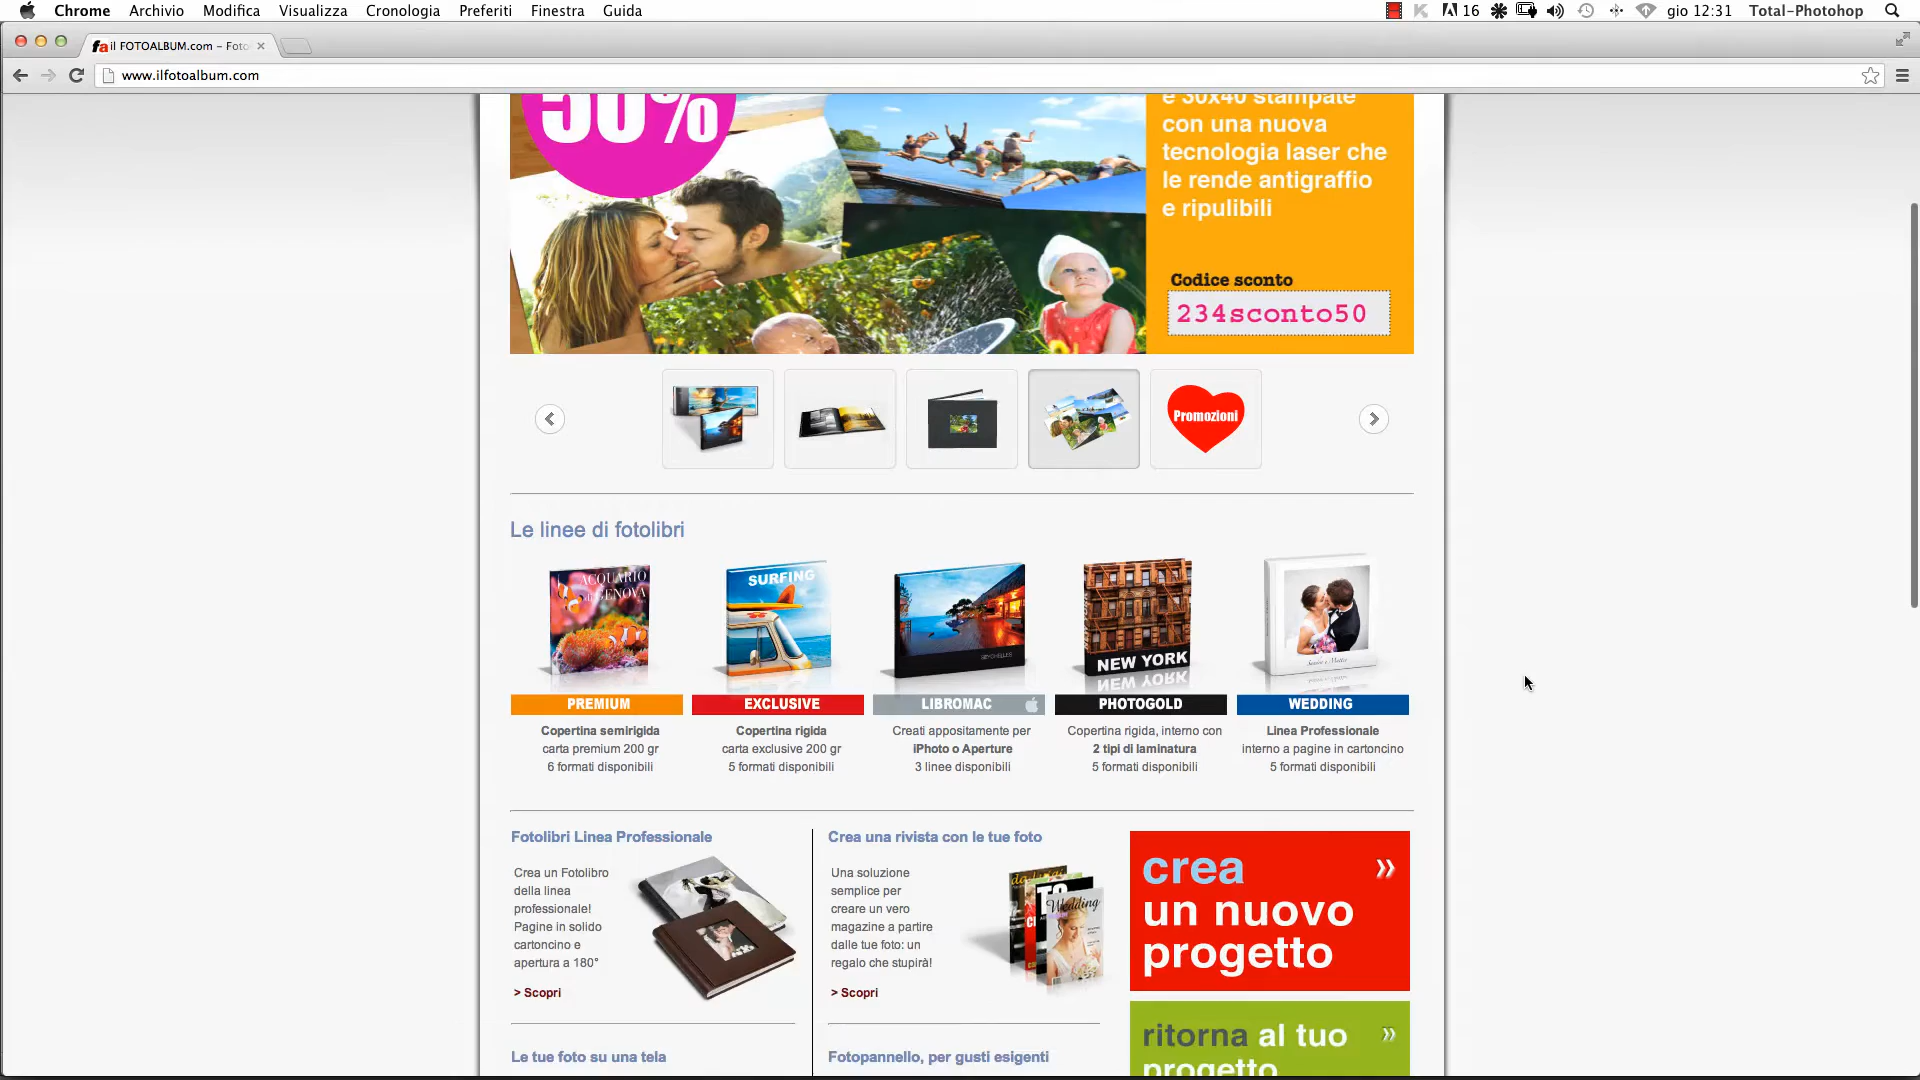 Chrome Archivio Modifica Visualizza Cronologia Preferiti Finestra Guida 16 gio 12:31 Total-Photohop
fa il FOTOALBUM.com – Foto
www.ilfotoalbum.com
50%
e 30x40 stampate
con una nuova
tecnologia laser che
le rende antigraffio
e ripulibili
Codice sconto
234sconto50
Promozioni
Le linee di fotolibri
ACQUARIO
di GENOVA
SURFING
SEYCHELLES
NEW YORK
PREMIUM
EXCLUSIVE
LIBROMAC
PHOTOGOLD
WEDDING
Copertina semirigida
carta premium 200 gr
6 formati disponibili
Copertina rigida
carta exclusive 200 gr
5 formati disponibili
Creati appositamente per
iPhoto o Aperture
3 linee disponibili
Copertina rigida, interno con
2 tipi di laminatura
5 formati disponibili
Linea Professionale
interno a pagine in cartoncino
5 formati disponibili
Fotolibri Linea Professionale
Crea un Fotolibro
della linea
professionale!
Pagine in solido
cartoncino e
apertura a 180°
> Scopri
Crea una rivista con le tue foto
Una soluzione
semplice per
creare un vero
magazine a partire
dalle tue foto: un
regalo che stupirà!
> Scopri
Wedding
crea »
un nuovo
progetto
ritorna al tuo »
progetto
Le tue foto su una tela
Fotopannello, per gusti esigenti